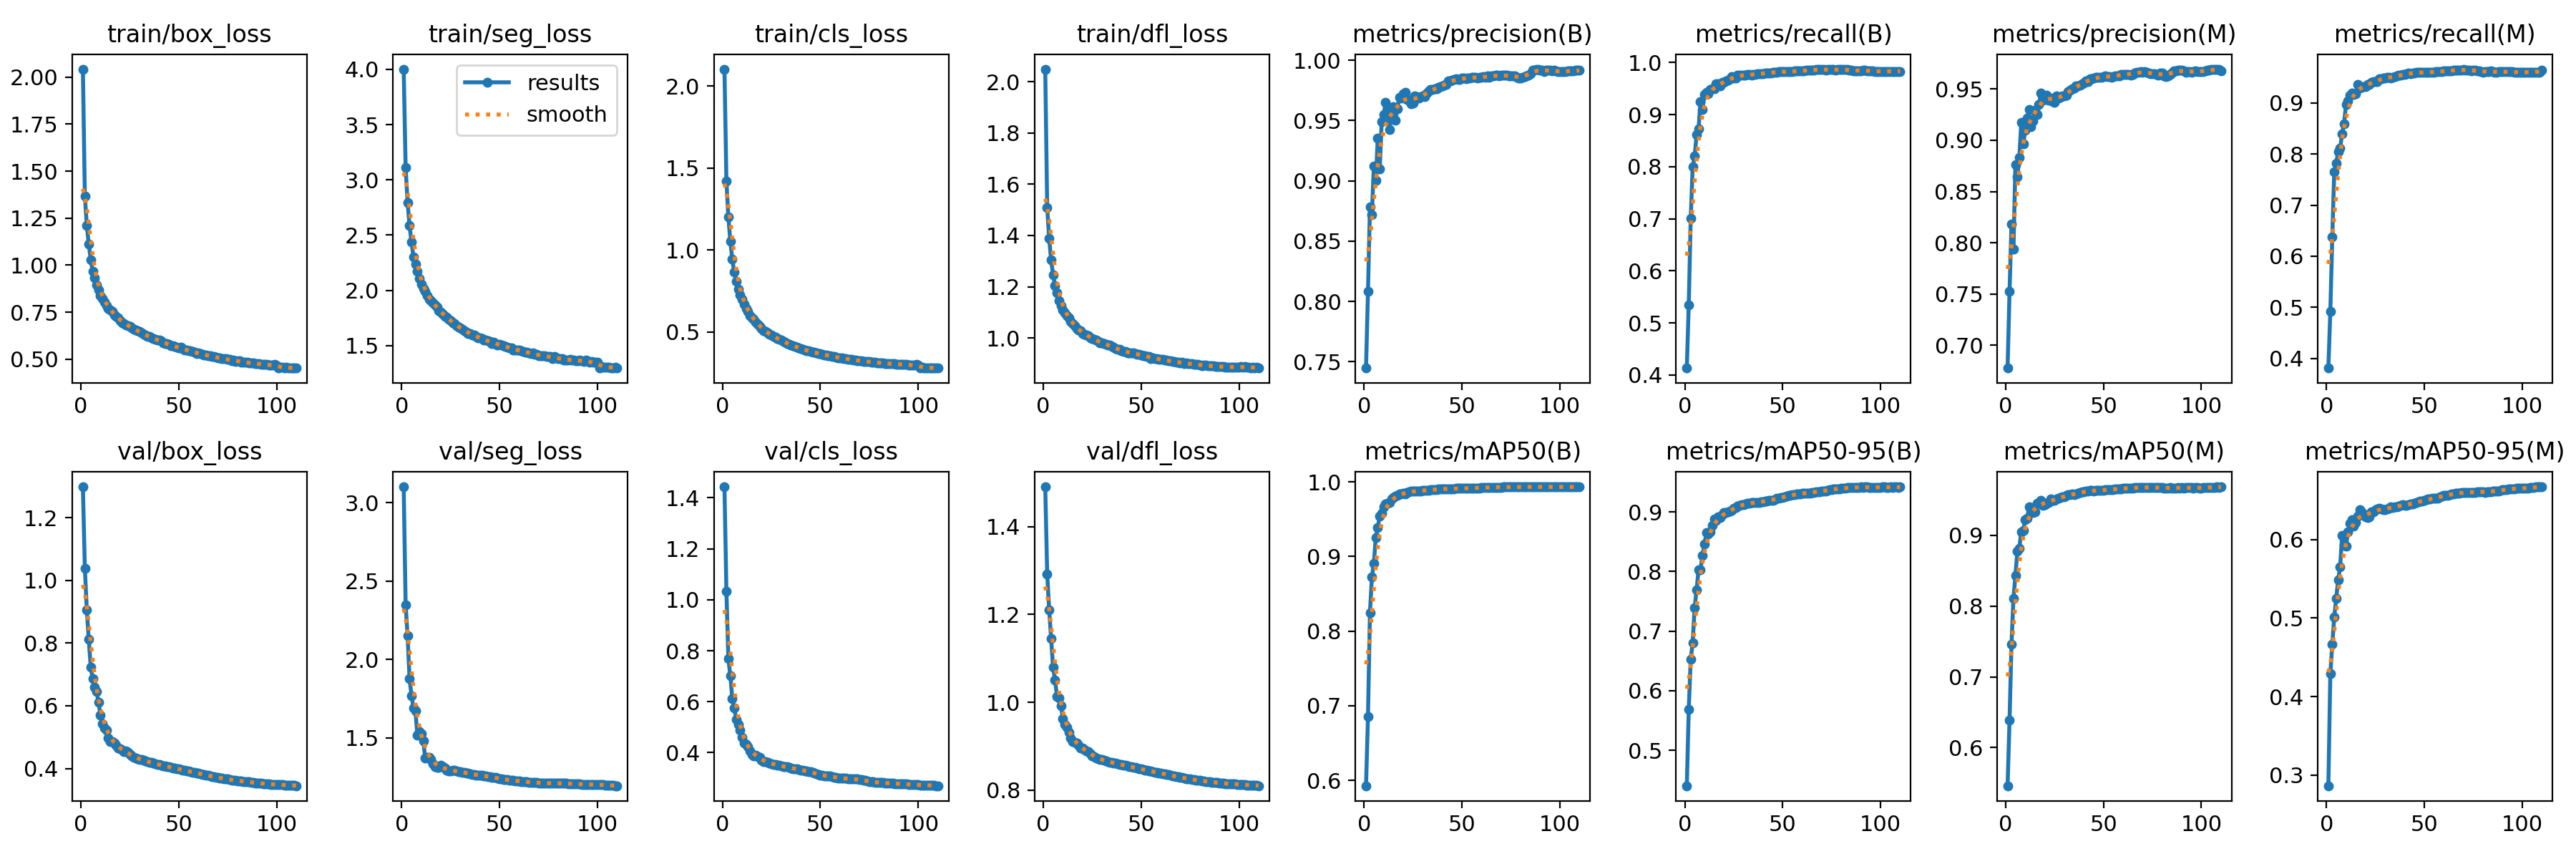 train/box_loss
2.00
1.75
1.50
1.25
1.00
0.75
0.50
0 50 100
train/seg_loss
results
smooth
4.0
3.5
3.0
2.5
2.0
1.5
0 50 100
train/cls_loss
2.0
1.5
1.0
0.5
0 50 100
train/dfl_loss
2.0
1.8
1.6
1.4
1.2
1.0
0 50 100
metrics/precision(B)
1.00
0.95
0.90
0.85
0.80
0.75
0 50 100
metrics/recall(B)
1.0
0.9
0.8
0.7
0.6
0.5
0.4
0 50 100
metrics/precision(M)
0.95
0.90
0.85
0.80
0.75
0.70
0 50 100
metrics/recall(M)
0.9
0.8
0.7
0.6
0.5
0.4
0 50 100
val/box_loss
1.2
1.0
0.8
0.6
0.4
0 50 100
val/seg_loss
3.0
2.5
2.0
1.5
0 50 100
val/cls_loss
1.4
1.2
1.0
0.8
0.6
0.4
0 50 100
val/dfl_loss
1.4
1.2
1.0
0.8
0 50 100
metrics/mAP50(B)
1.0
0.9
0.8
0.7
0.6
0 50 100
metrics/mAP50-95(B)
0.9
0.8
0.7
0.6
0.5
0 50 100
metrics/mAP50(M)
0.9
0.8
0.7
0.6
0 50 100
metrics/mAP50-95(M)
0.6
0.5
0.4
0.3
0 50 100